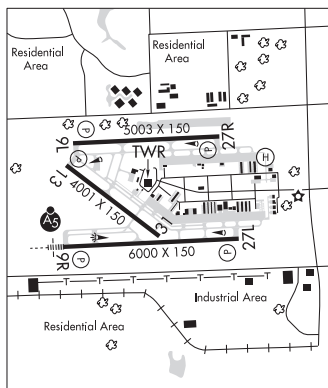 Residential
Area
Residential
Area
P
5003 X 150
P
9L
27R
TWR
P
H
13
4001 X 150
31
A5
6000 X 150
9R
27L
P
P
Industrial Area
Residential Area